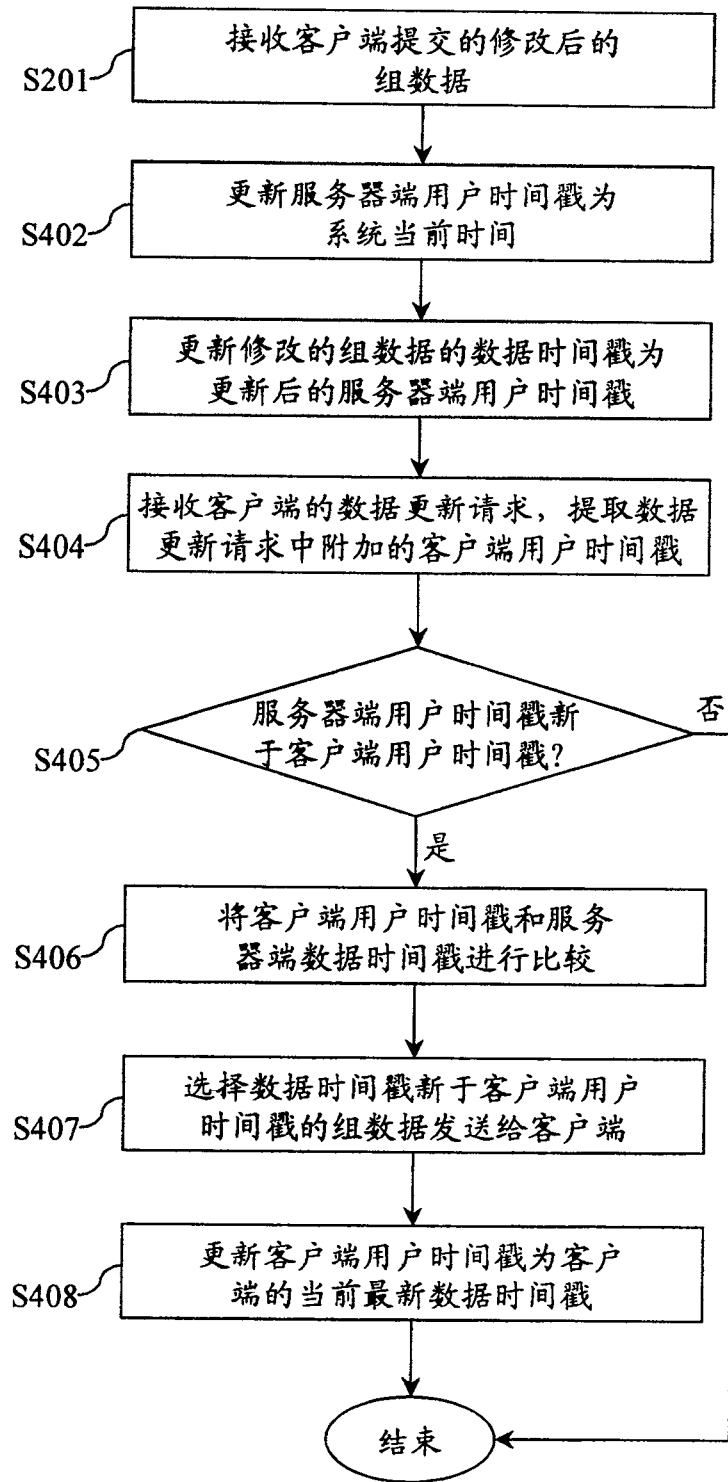 接收客户端提交的修改后的
组数据
S201
更新服务器端用户时间戳为
系统当前时间
S402
更新修改的组数据的数据时间戳为
更新后的服务器端用户时间戳
S403
接收客户端的数据更新请求，提取数据
更新请求中附加的客户端用户时间戳
S404
服务器端用户时间戳新
于客户端用户时间戳？
S405
否
是
将客户端用户时间戳和服务
器端数据时间戳进行比较
S406
选择数据时间戳新于客户端用户
时间戳的组数据发送给客户端
S407
更新客户端用户时间戳为客户
端的当前最新数据时间戳
S408
结束